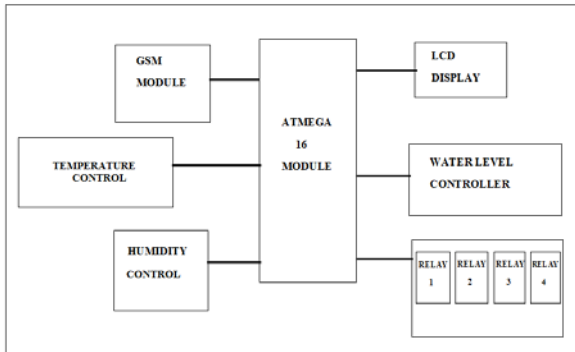 GSM
MODULE
TEMPERATURE
CONTROL
HUMIDITY
CONTROL
ATMEGA
16
MODULE
LCD
DISPLAY
WATER LEVEL
CONTROLLER
RELAY
1
RELAY
2
RELAY
3
RELAY
4